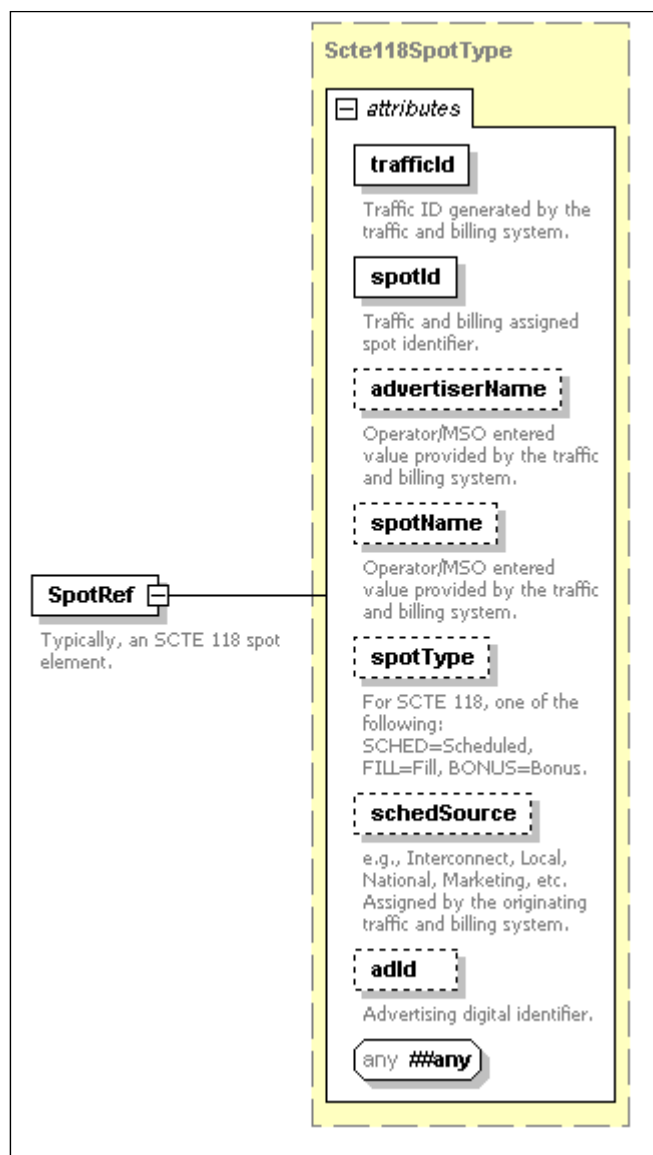 Scte118SpotType
attributes
trafficId
Traffic ID generated by the
traffic and billing system.
spotId
Traffic and billing assigned
spot identifier.
advertiserName
Operator/MSO entered
value provided by the traffic
and billing system.
spotName
Operator/MSO entered
value provided by the traffic
and billing system.
SpotRef
Typically, an SCTE 118 spot
element.
spotType
For SCTE 118, one of the
following:
SCHED=Scheduled,
FILL=Fill, BONUS=Bonus.
schedSource
e.g., Interconnect, Local,
National, Marketing, etc.
Assigned by the originating
traffic and billing system.
adId
Advertising digital identifier.
any ##any